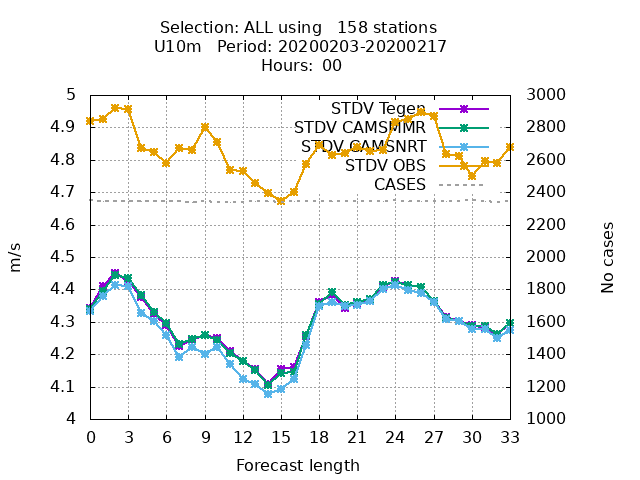 Selection: ALL using   158 stations
U10m   Period: 20200203-20200217
Hours: 00
5
4.9
4.8
4.7
4.6
4.5
4.4
4.3
4.2
4.1
4
m/s
STDV Tegen
STDV CAMSMMR
STDV CAMSNRT
STDV OBS
CASES
3000
2800
2600
2400
2200
2000
1800
1600
1400
1200
1000
No cases
0 3 6 9 12 15 18 21 24 27 30 33
Forecast length